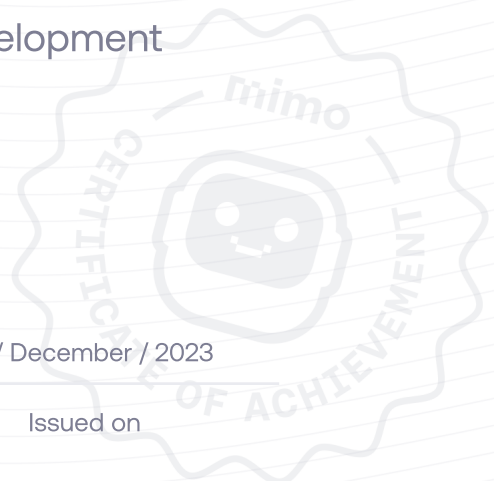 elopment
mimo
CERTIFICATE OF ACHIEVEMENT
/ December / 2023
Issued on